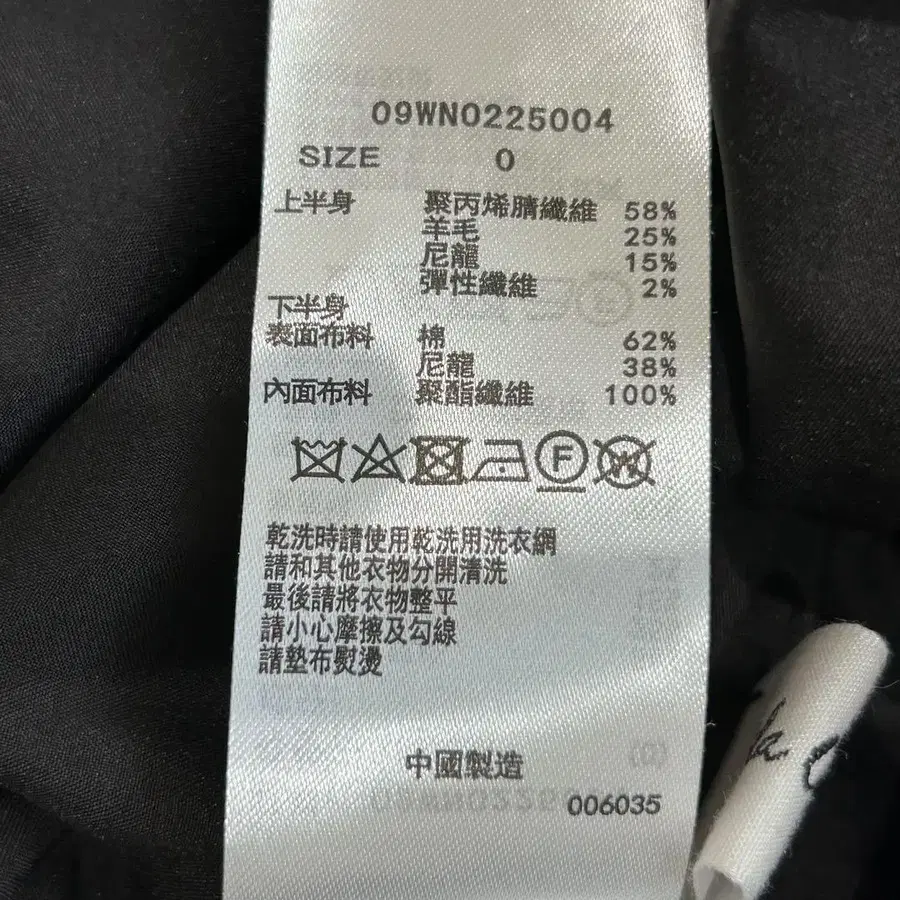 09WNO225004
SIZE 0
上半身 聚丙烯腈纖維 58%
羊毛 25%
尼龍 15%
彈性纖維 2%
下半身
表面布料 棉 62%
尼龍 38%
內面布料 聚酯纖維 100%
F W
乾洗時請使用乾洗用洗衣網
請和其他衣物分開清洗
最後請將衣物整平
請小心摩擦及勾線
請墊布熨燙
中國製造
006035